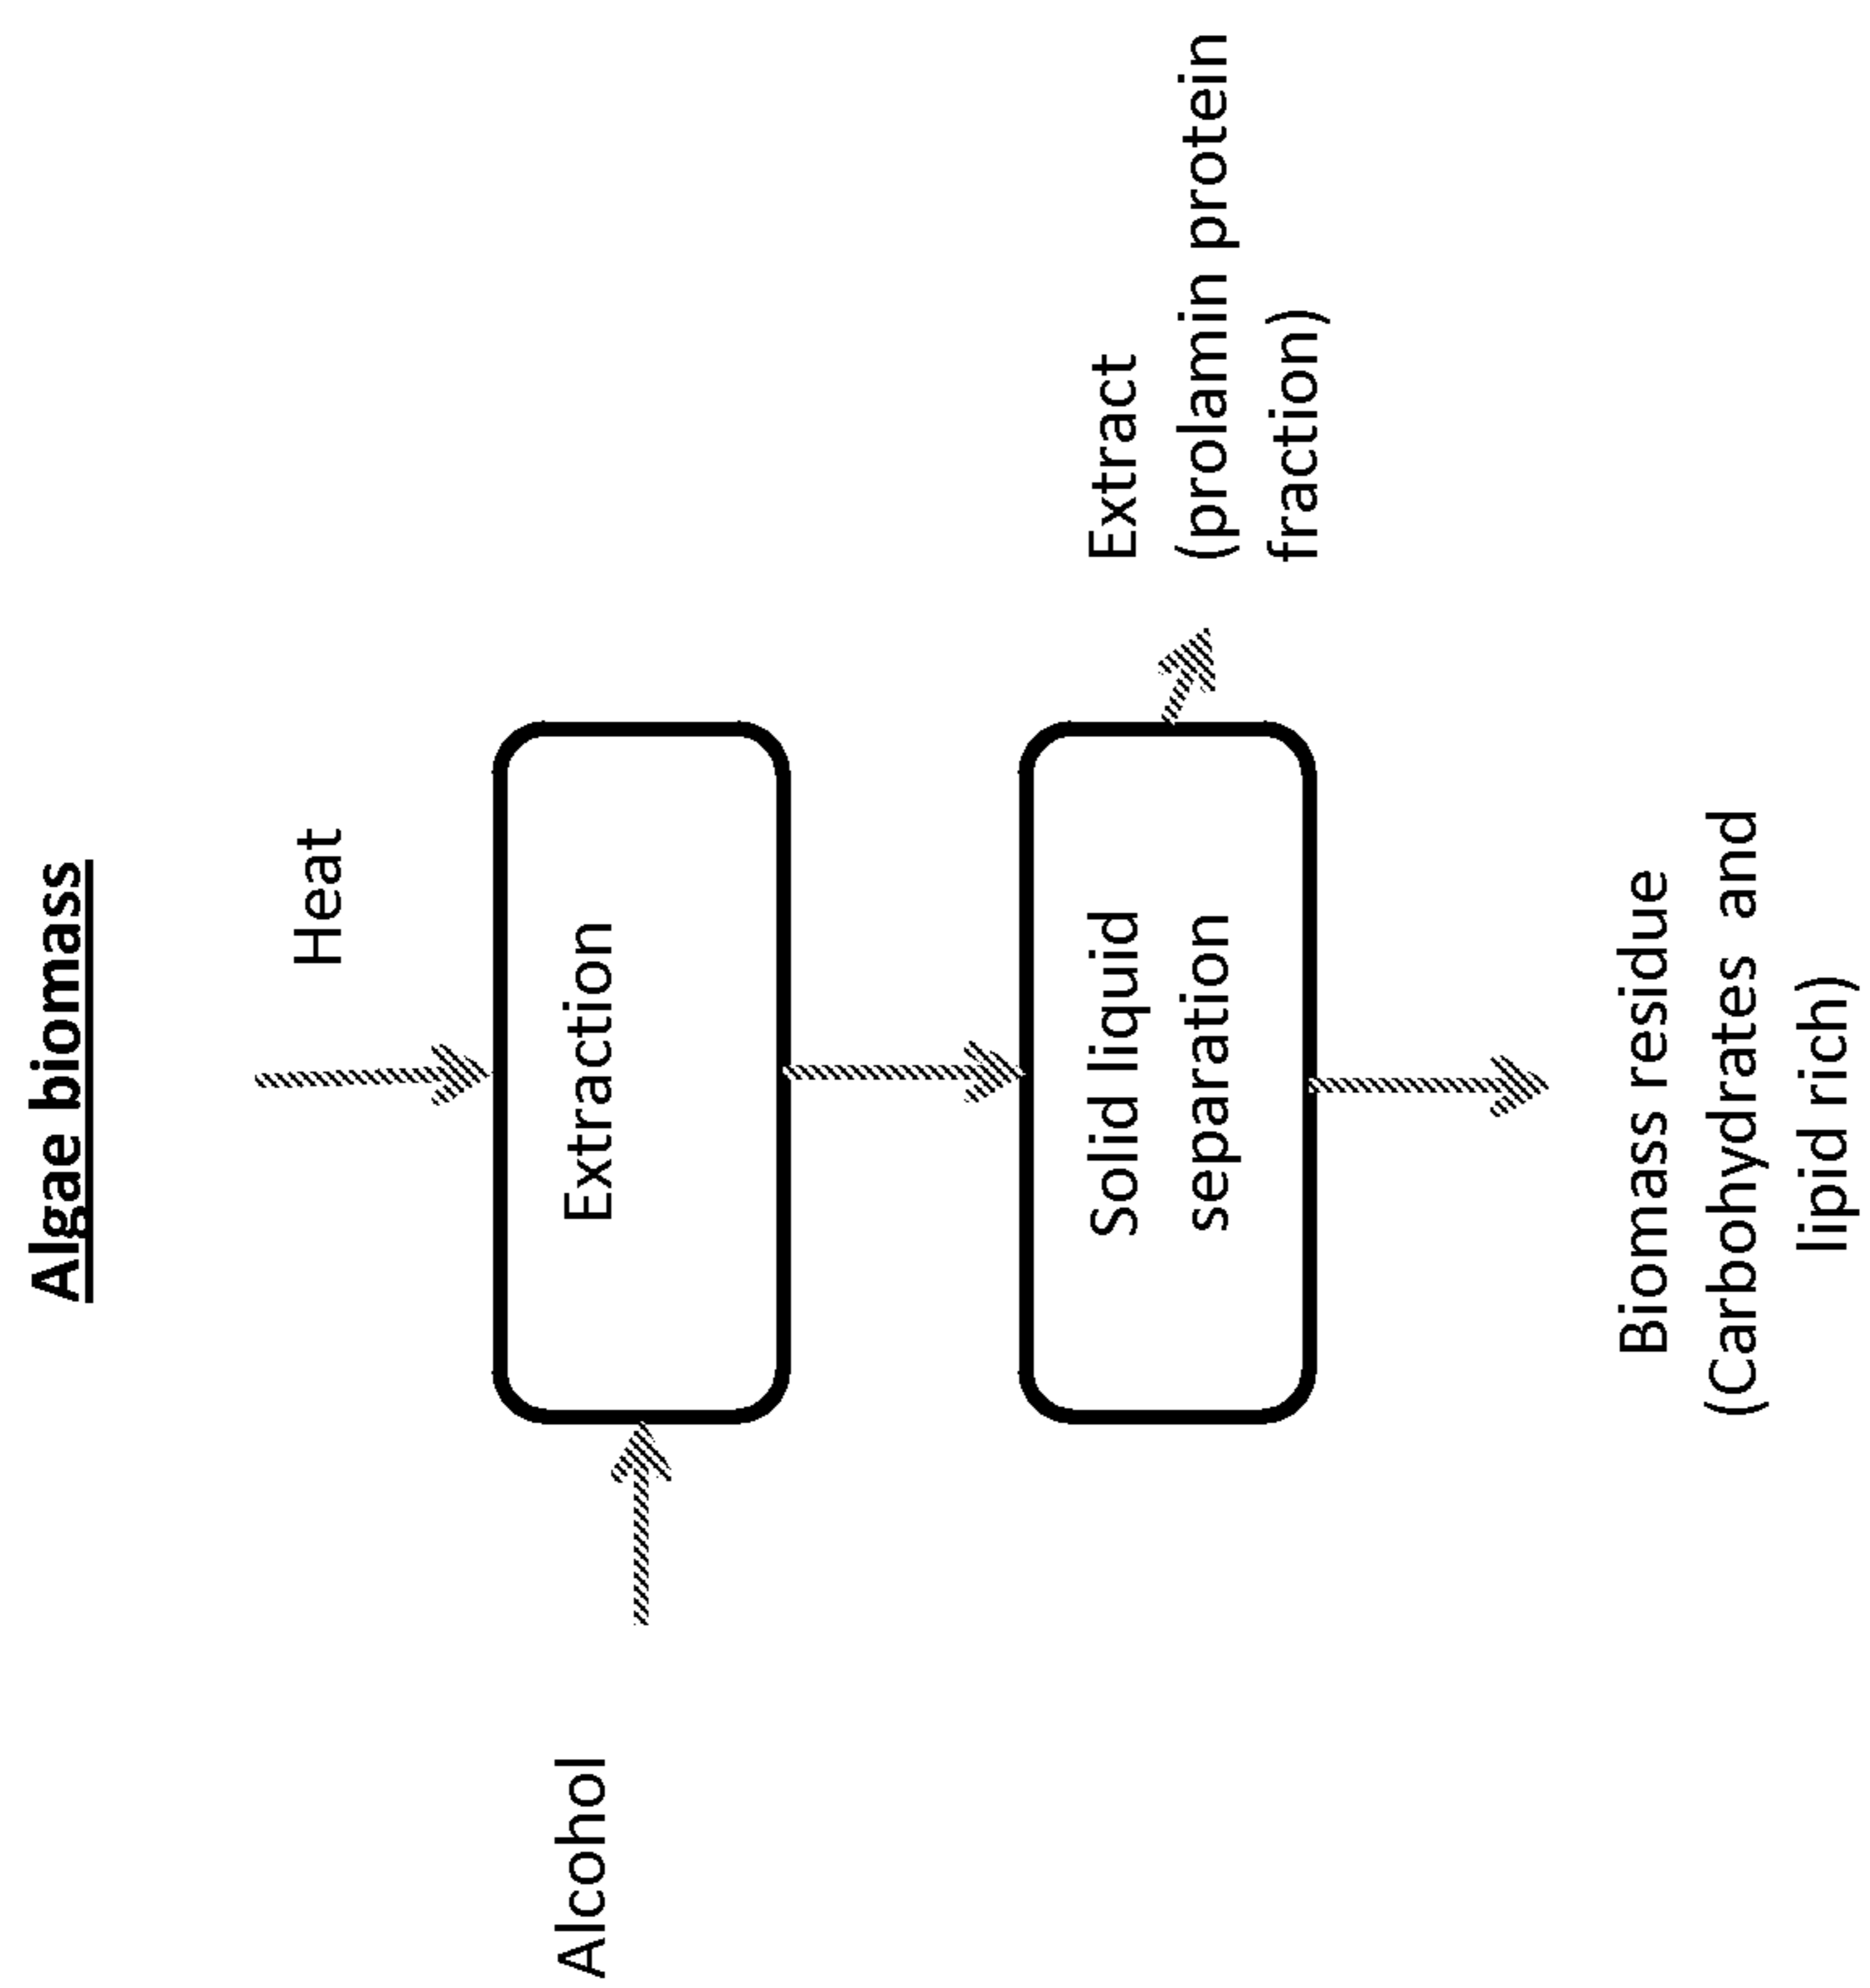 Algae biomass
Heat
Alcohol
Extraction
Solid liquid
separation
Extract
(prolamin protein
fraction)
Biomass residue
(Carbohydrates and
lipid rich)